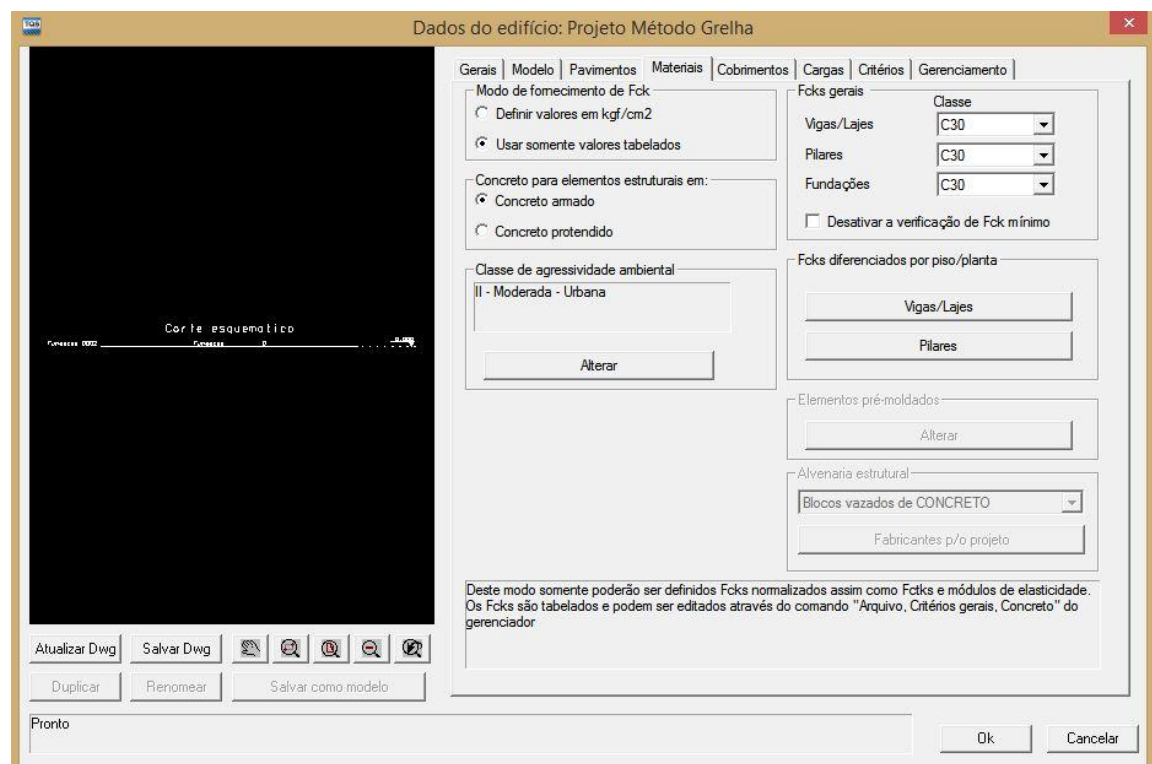 TQS
Dados do edifício: Projeto Método Grelha
Gerais
Modelo
Pavimentos
Materiais
Cobrimentos
Cargas
Critérios
Gerenciamento
Modo de fornecimento de Fck
Definir valores em kgf/cm2
Usar somente valores tabelados
Concreto para elementos estruturais em:
Concreto armado
Concreto protendido
Classe de agressividade ambiental
II - Moderada - Urbana
Alterar
Fcks gerais
Classe
Vigas/Lajes C30
Pilares C30
Fundações C30
Desativar a verificação de Fck mínimo
Fcks diferenciados por piso/planta
Vigas/Lajes
Pilares
Elementos pré-moldados
Alterar
Alvenaria estrutural
Blocos vazados de CONCRETO
Fabricantes p/o projeto
Deste modo somente poderão ser definidos Fcks normalizados assim como Fctks e módulos de elasticidade.
Os Fcks são tabelados e podem ser editados através do comando "Arquivo, Critérios gerais, Concreto" do
gerenciador
Corte esquematico
0
Atualizar Dwg
Salvar Dwg
Duplicar
Renomear
Salvar como modelo
Pronto
Ok
Cancelar